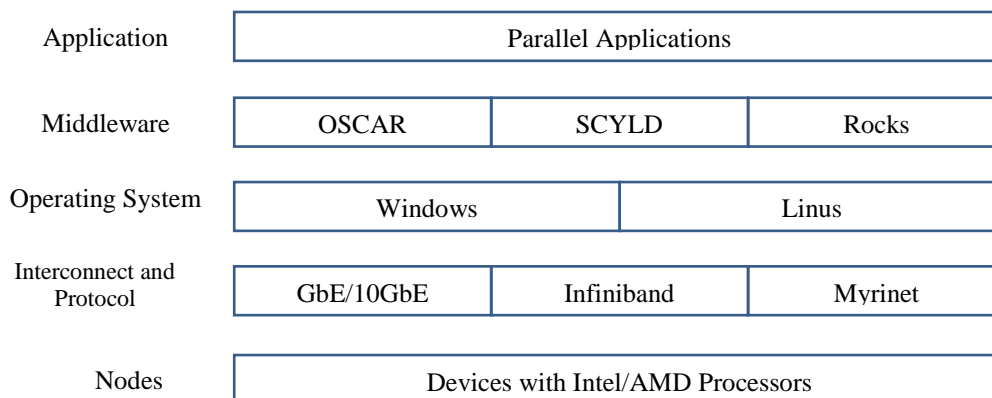 Application
Parallel Applications
Middleware
OSCAR
SCYLD
Rocks
Operating System
Windows
Linus
Interconnect and
Protocol
GbE/10GbE
Infiniband
Myrinet
Nodes
Devices with Intel/AMD Processors